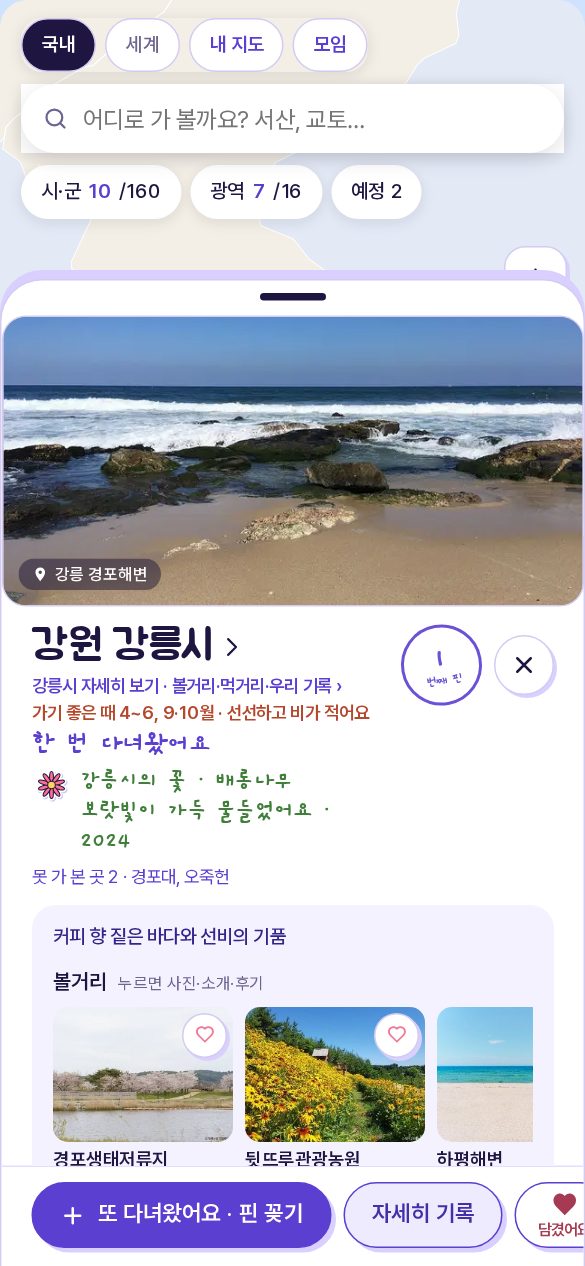 국내 세계 내 지도 모임
어디로 가 볼까요? 서산, 교토...
시·군 10 /160 광역 7 /16 예정 2
강릉 경포해변
강원 강릉시 ›
1
번째 핀
강릉시 자세히 보기 · 볼거리·먹거리·우리 기록 ›
가기 좋은 때 4~6, 9·10월 · 선선하고 비가 적어요
한 번 다녀왔어요
강릉시의 꽃 · 배롱나무
보랏빛이 가득 물들었어요 ·
2024
못 가 본 곳 2 · 경포대, 오죽헌
커피 향 짙은 바다와 선비의 기품
볼거리 누르면 사진·소개·후기
경포생태저류지 뒷뜨루관광농원 하평해변
+ 또 다녀왔어요 · 핀 꽂기 자세히 기록
담겼어요